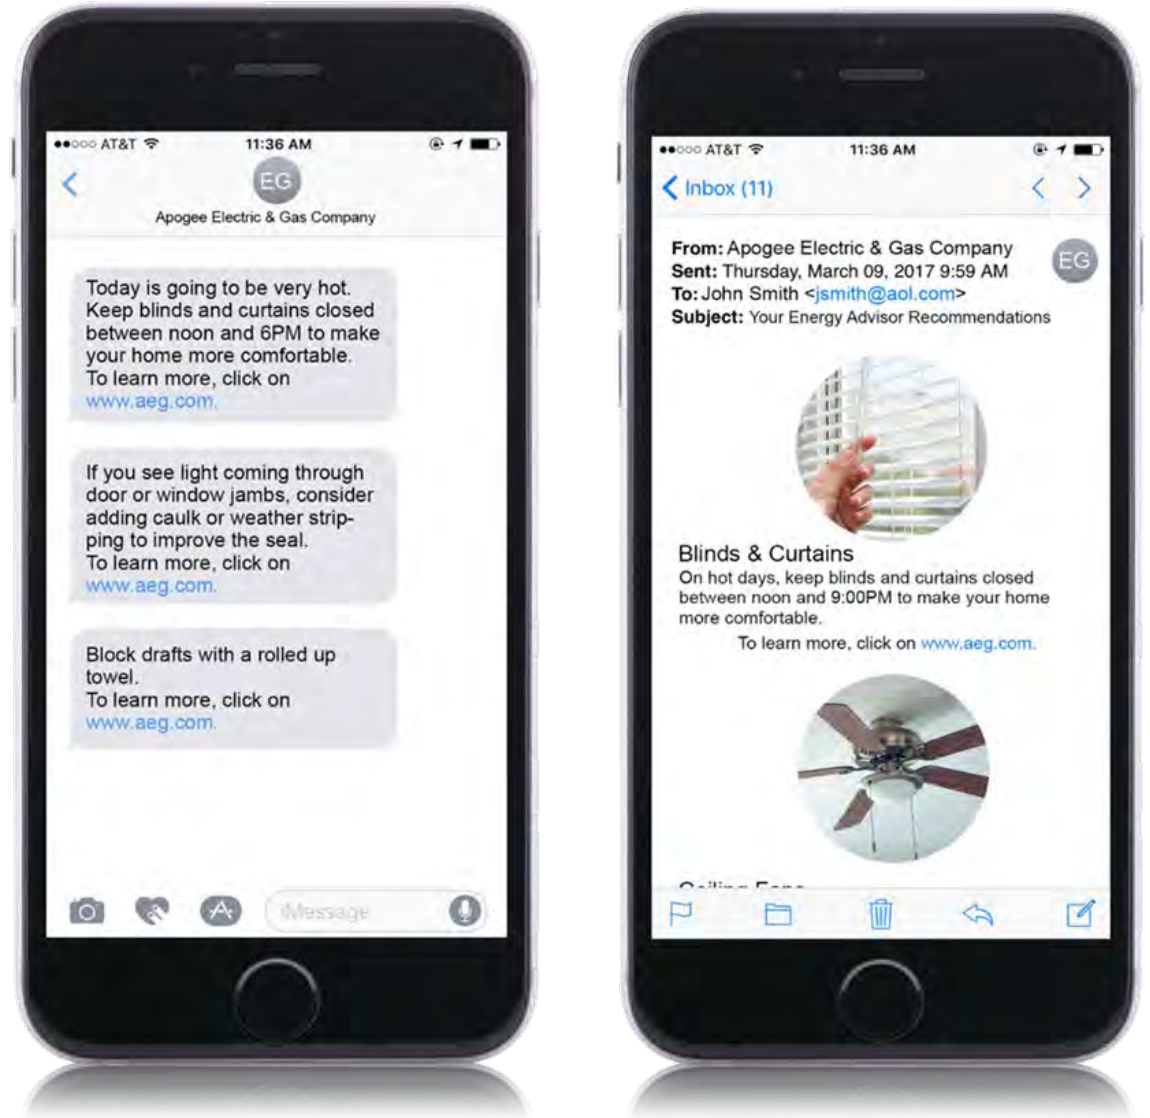 AT&T
11:36 AM
EG
Apogee Electric & Gas Company
Today is going to be very hot.
Keep blinds and curtains closed
between noon and 6PM to make
your home more comfortable.
To learn more, click on
www.aeg.com.
If you see light coming through
door or window jambs, consider
adding caulk or weather strip-
ping to improve the seal.
To learn more, click on
www.aeg.com.
Block drafts with a rolled up
towel.
To learn more, click on
www.aeg.com.
iMessage
AT&T
11:36 AM
Inbox (11)
From: Apogee Electric & Gas Company
EG
Sent: Thursday, March 09, 2017 9:59 AM
To: John Smith <jsmith@aol.com>
Subject: Your Energy Advisor Recommendations
Blinds & Curtains
On hot days, keep blinds and curtains closed
between noon and 9:00PM to make your home
more comfortable.
To learn more, click on www.aeg.com.
Ceiling Fans